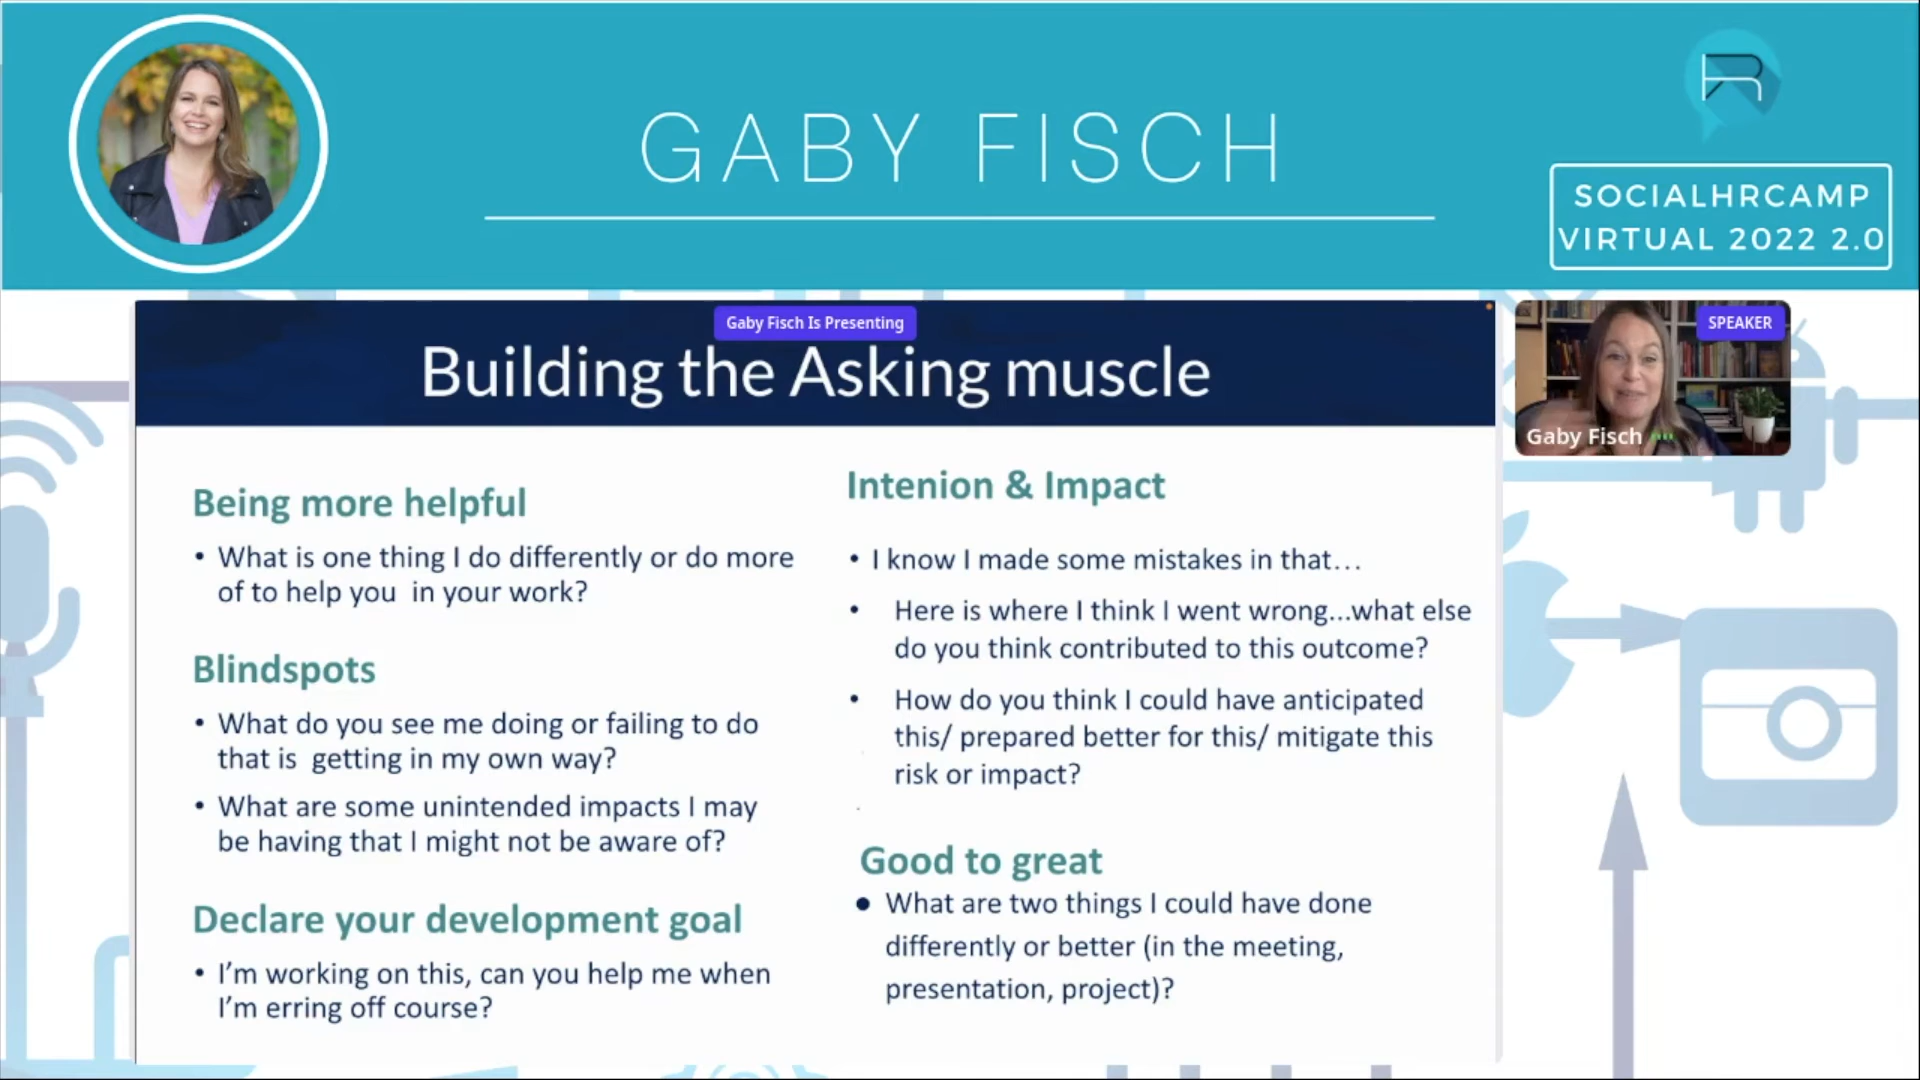 GABY FISCH
SOCIALHRCAMP
VIRTUAL 2022 2.0
Gaby Fisch Is Presenting
SPEAKER
Gaby Fisch
Building the Asking muscle
Being more helpful
• What is one thing I do differently or do more
of to help you in your work?
Blindspots
• What do you see me doing or failing to do
that is getting in my own way?
• What are some unintended impacts I may
be having that I might not be aware of?
Declare your development goal
• I’m working on this, can you help me when
I’m erring off course?
Intenion & Impact
• I know I made some mistakes in that…
• Here is where I think I went wrong...what else
do you think contributed to this outcome?
• How do you think I could have anticipated
this/ prepared better for this/ mitigate this
risk or impact?
Good to great
• What are two things I could have done
differently or better (in the meeting,
presentation, project)?